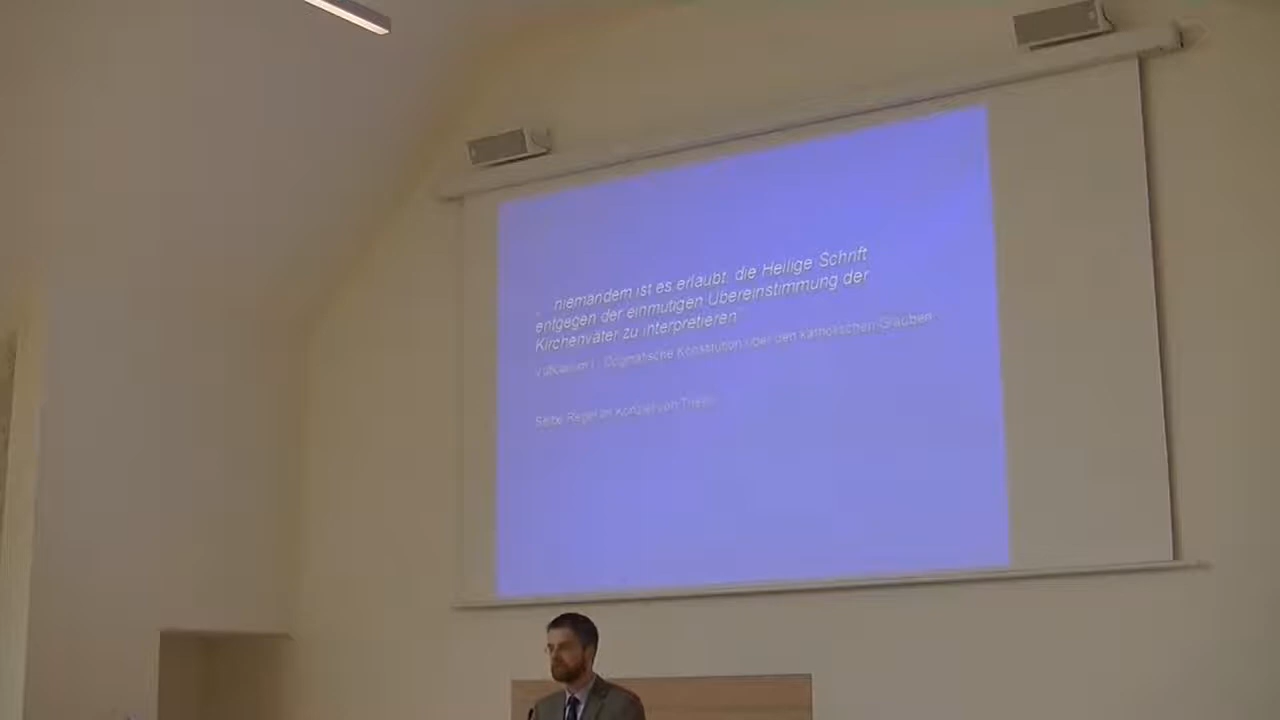 niemandem ist es erlaubt, die Heilige Schrift
entgegen der einmütigen Übereinstimmung der
Kirchenväter zu interpretieren
Vaticanum I, Dogmatische Konstitution über den katholischen Glauben
Selbe Regel im Konzil von Trient